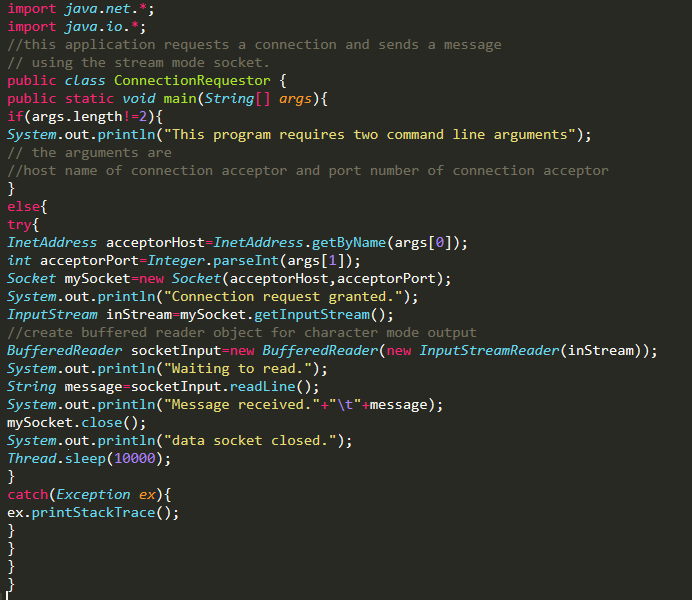 import java.net.*;
import java.io.*;
//this application requests a connection and sends a message
// using the stream mode socket.
public class ConnectionRequestor {
public static void main(String[] args){
if(args.length!=2){
System.out.println("This program requires two command line arguments");
// the arguments are
//host name of connection acceptor and port number of connection acceptor
}
else{
try{
InetAddress acceptorHost=InetAddress.getByName(args[0]);
int acceptorPort=Integer.parseInt(args[1]);
Socket mySocket=new Socket(acceptorHost,acceptorPort);
System.out.println("Connection request granted.");
InputStream inStream=mySocket.getInputStream();
//create buffered reader object for character mode output
BufferedReader socketInput=new BufferedReader(new InputStreamReader(inStream));
System.out.println("Waiting to read.");
String message=socketInput.readLine();
System.out.println("Message received."+"\t"+message);
mySocket.close();
System.out.println("data socket closed.");
Thread.sleep(10000);
}
catch(Exception ex){
ex.printStackTrace();
}
}
}
}